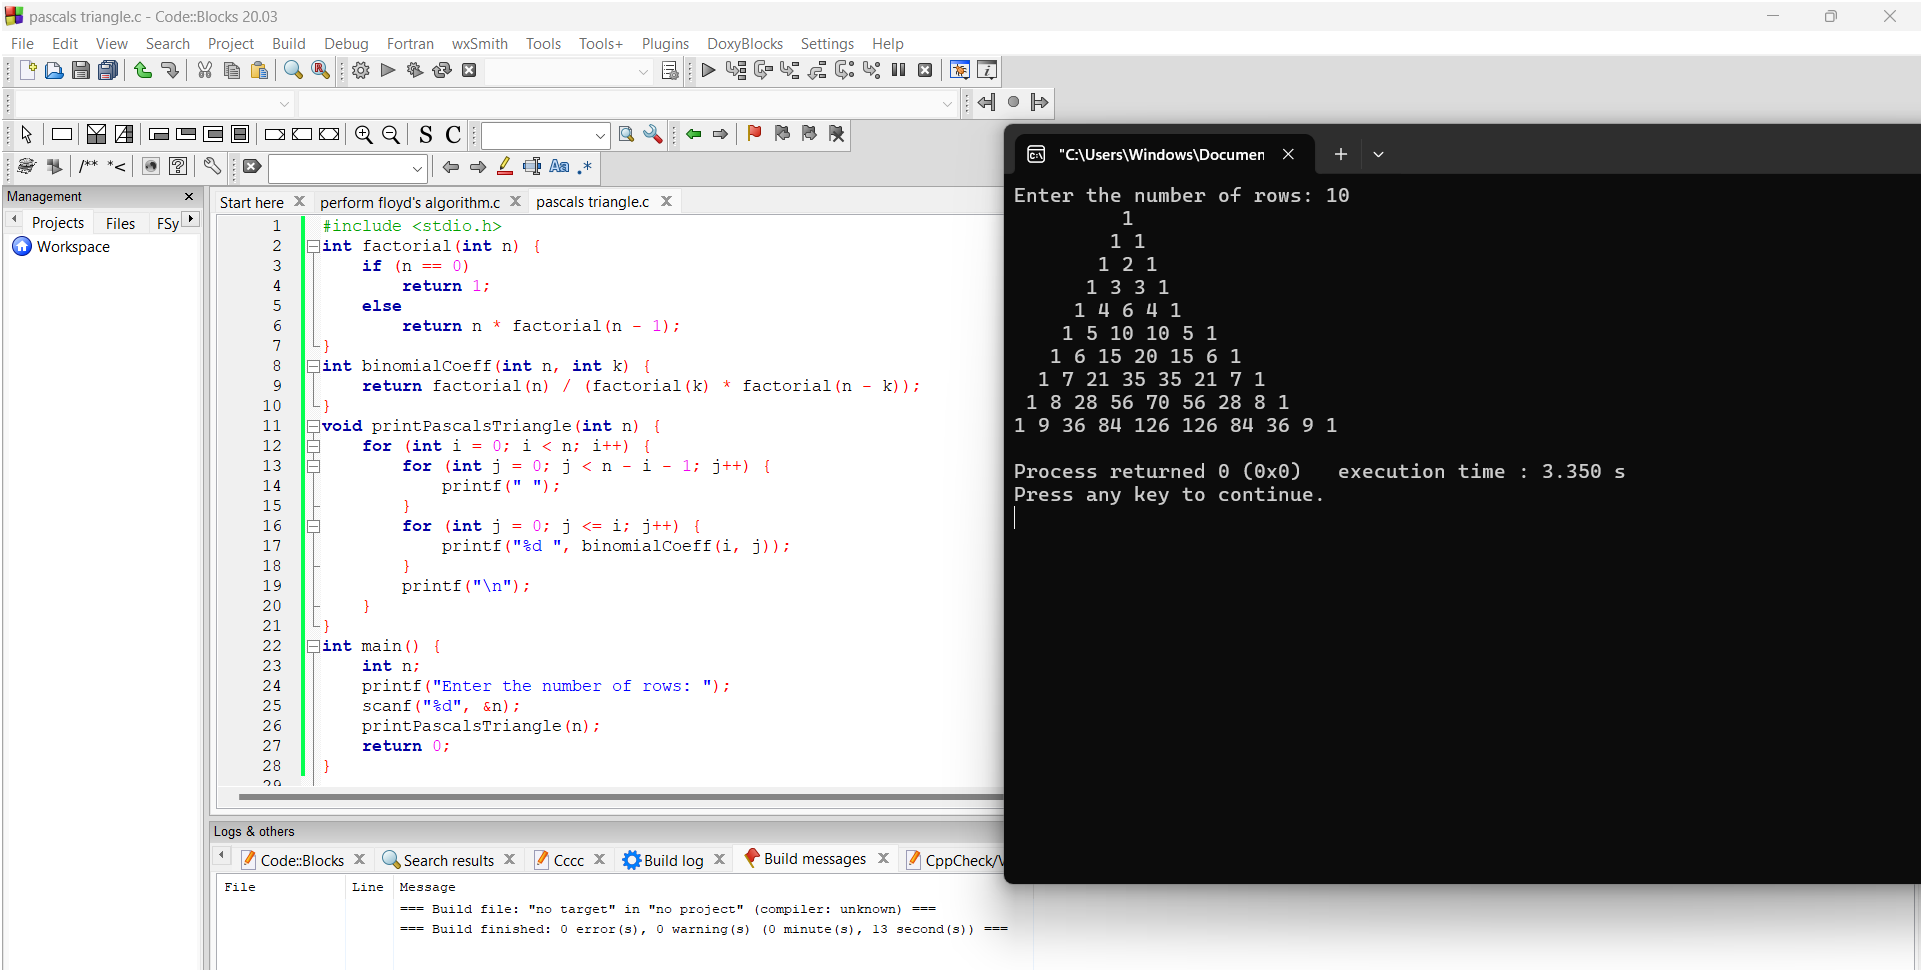 pascals triangle.c - Code::Blocks 20.03
File Edit View Search Project Build Debug Fortran wxSmith Tools Tools+ Plugins DoxyBlocks Settings Help
S C
/** *<
Aa .*
Management
Projects Files FSy
Workspace
Start here perform floyd's algorithm.c pascals triangle.c
1 #include <stdio.h>
2 int factorial(int n) {
3     if (n == 0)
4         return 1;
5     else
6         return n * factorial(n - 1);
7 }
8 int binomialCoeff(int n, int k) {
9     return factorial(n) / (factorial(k) * factorial(n - k));
10 }
11 void printPascalsTriangle(int n) {
12     for (int i = 0; i < n; i++) {
13         for (int j = 0; j < n - i - 1; j++) {
14             printf(" ");
15         }
16         for (int j = 0; j <= i; j++) {
17             printf("%d ", binomialCoeff(i, j));
18         }
19         printf("\n");
20     }
21 }
22 int main() {
23     int n;
24     printf("Enter the number of rows: ");
25     scanf("%d", &n);
26     printPascalsTriangle(n);
27     return 0;
28 }
29
"C:\Users\Windows\Documen
Enter the number of rows: 10
         1
        1 1
       1 2 1
      1 3 3 1
     1 4 6 4 1
    1 5 10 10 5 1
   1 6 15 20 15 6 1
  1 7 21 35 35 21 7 1
 1 8 28 56 70 56 28 8 1
1 9 36 84 126 126 84 36 9 1
Process returned 0 (0x0)   execution time : 3.350 s
Press any key to continue.
Logs & others
Code::Blocks Search results Cccc Build log Build messages CppCheck/V
File Line Message
=== Build file: "no target" in "no project" (compiler: unknown) ===
=== Build finished: 0 error(s), 0 warning(s) (0 minute(s), 13 second(s)) ===